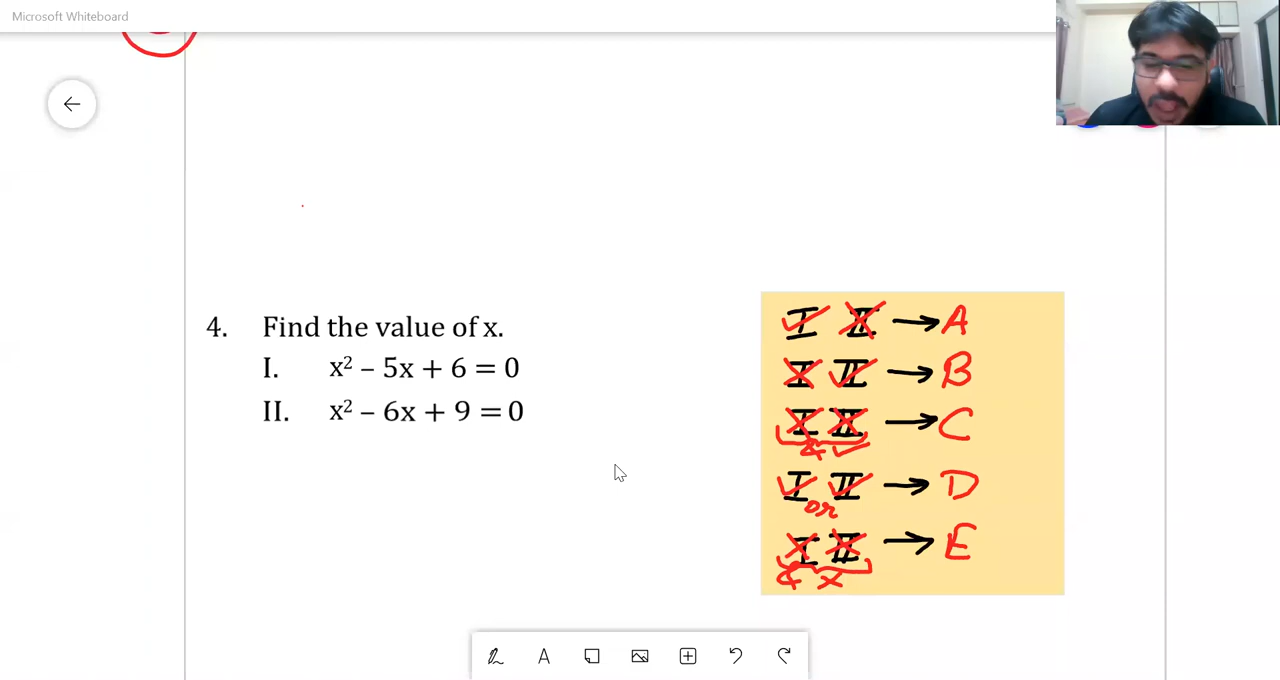 Microsoft Whiteboard
4. Find the value of x.
I. x² – 5x + 6 = 0
II. x² – 6x + 9 = 0
I ✓ II ✗ → A
I ✗ II ✓ → B
I ✗ II ✗ → C
& ✓
I ✓ II ✓ → D
or
I ✗ II ✗ → E
& ✗
A